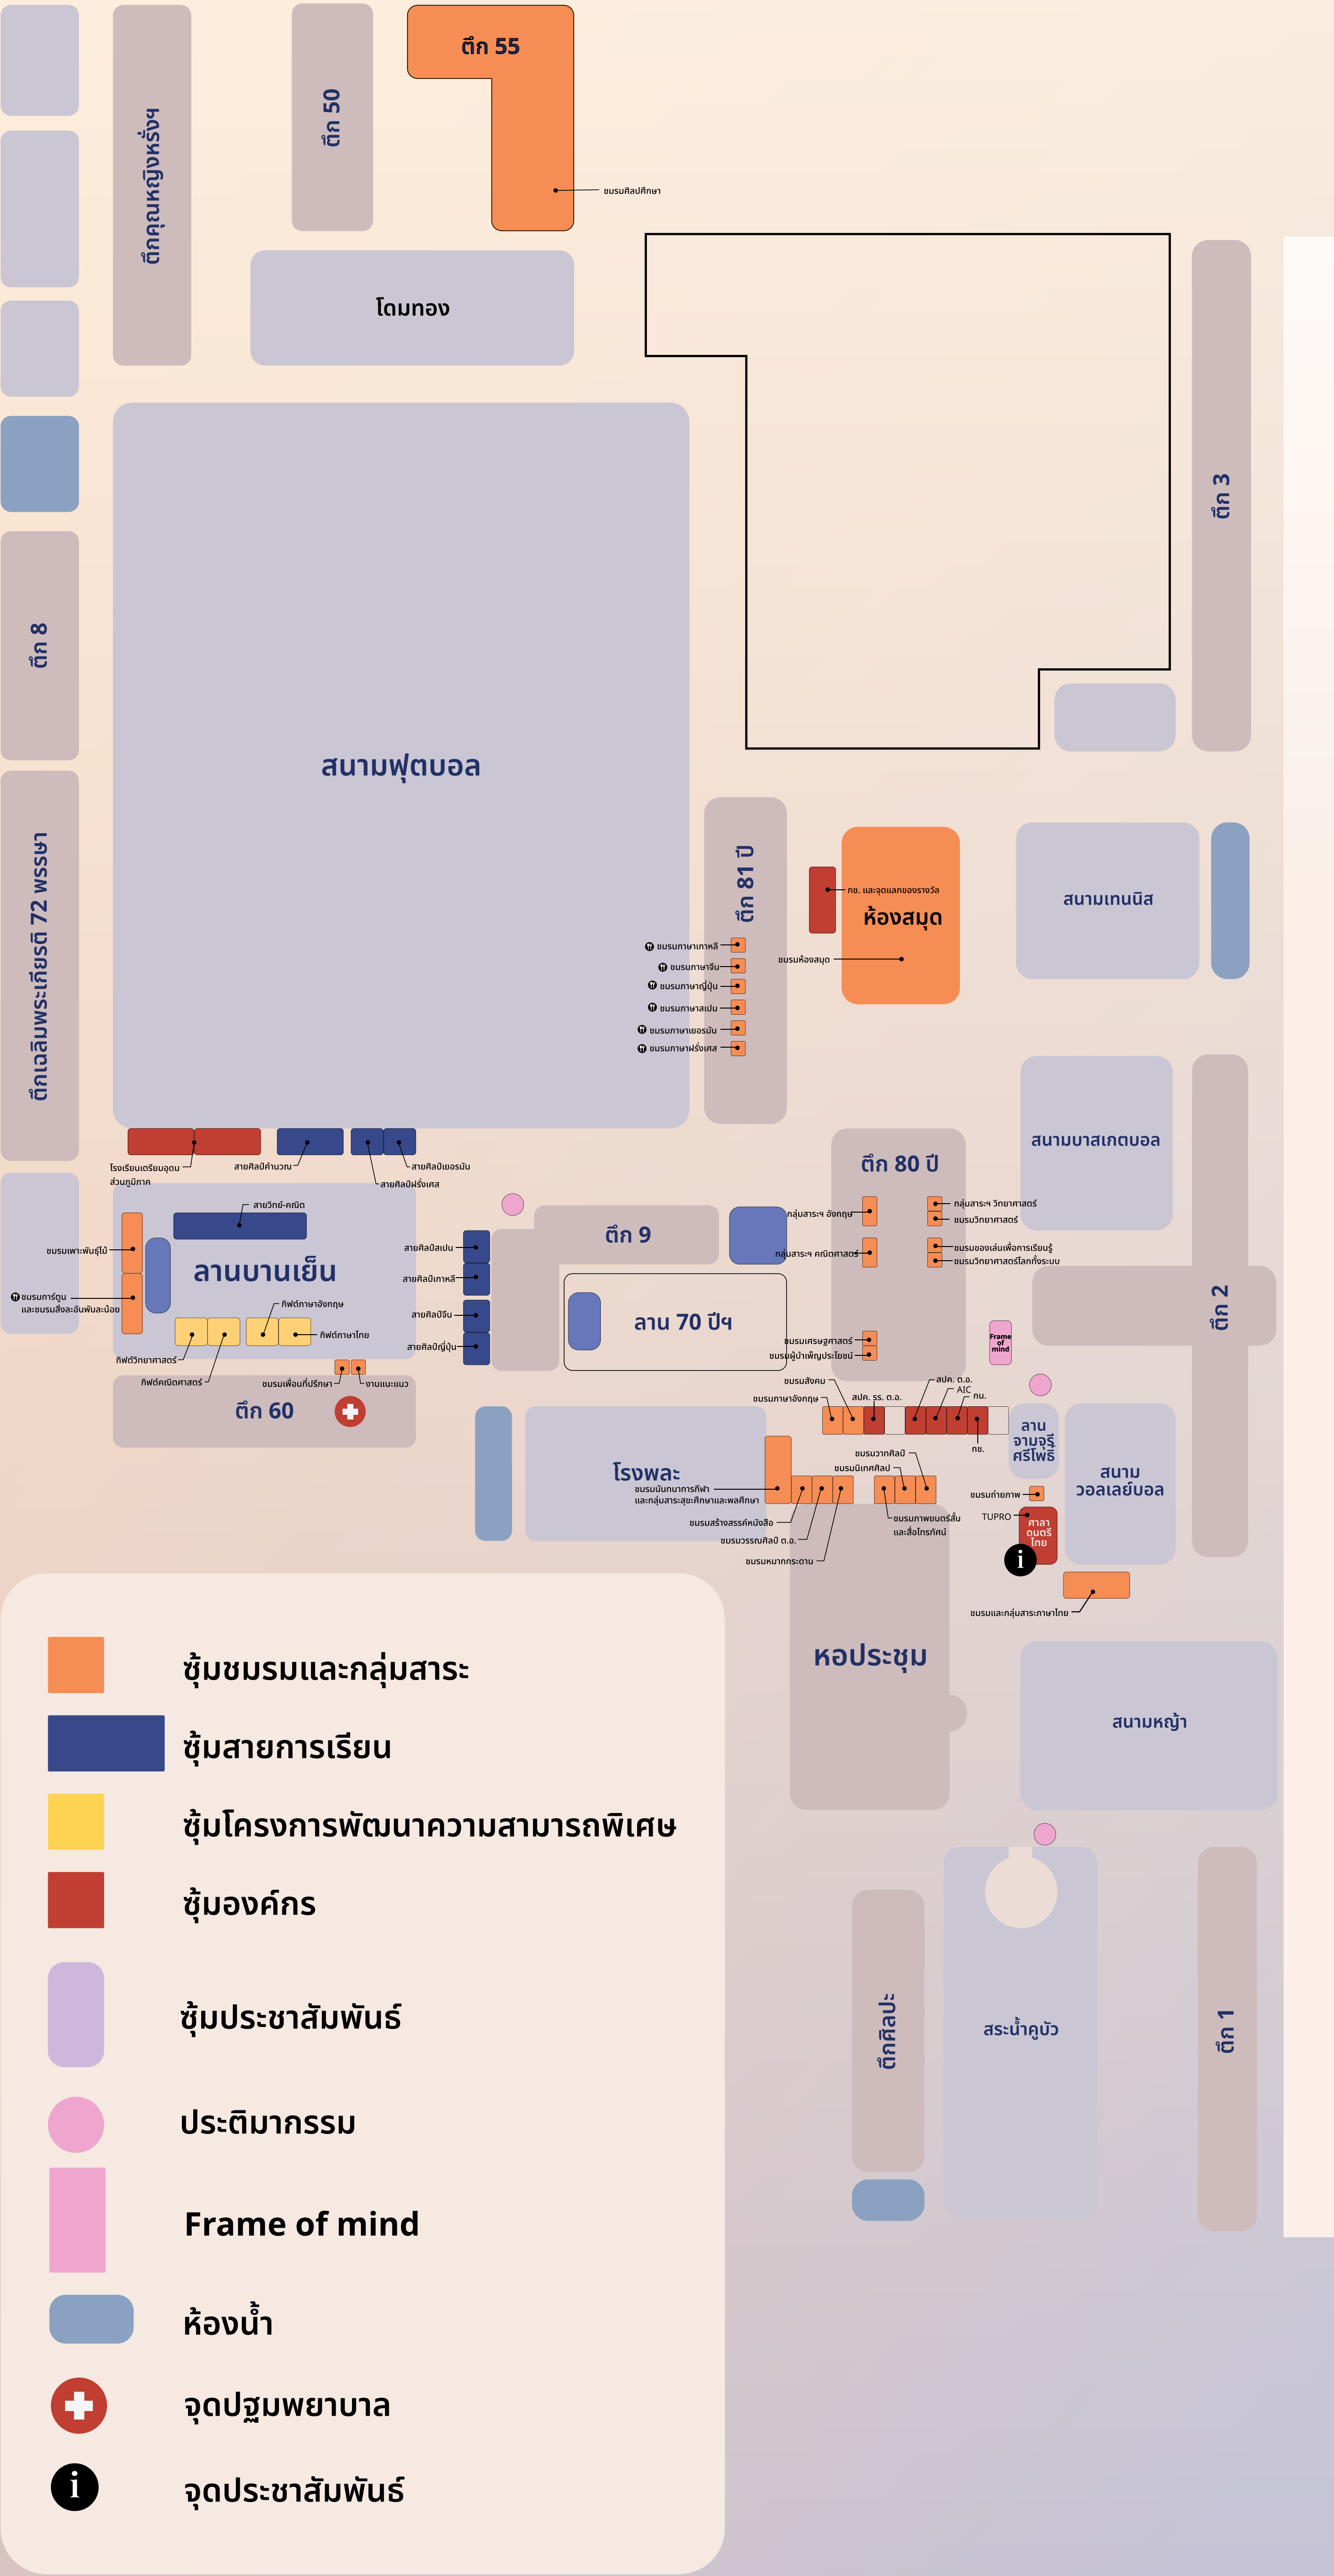 ตึก 55
ตึกคุณหญิงหรั่งฯ
ตึก 50
ชมรมศิลปศึกษา
โดมทอง
ตึก 3
ตึก 8
สนามฟุตบอล
ตึก 81 ปี
กช. และจุดแลกของรางวัล
ห้องสมุด
ชมรมห้องสมุด
สนามเทนนิส
ตึกเฉลิมพระเกียรติ 72 พรรษา
ชมรมภาษาเกาหลี
ชมรมภาษาจีน
ชมรมภาษาญี่ปุ่น
ชมรมภาษาสเปน
ชมรมภาษาเยอรมัน
ชมรมภาษาฝรั่งเศส
สนามบาสเกตบอล
โรงเรียนเตรียมอุดม
ส่วนภูมิภาค
สายศิลป์คำนวณ
สายศิลป์เยอรมัน
สายศิลป์ฝรั่งเศส
ตึก 80 ปี
สายวิทย์-คณิต
ชมรมเพาะพันธุ์ไม้
ลานบานเย็น
ชมรมการ์ตูน
และชมรมสิ่งละอันพันละน้อย
กิฟต์ภาษาอังกฤษ
กิฟต์ภาษาไทย
กิฟต์วิทยาศาสตร์
กิฟต์คณิตศาสตร์
ชมรมเพื่อนที่ปรึกษา
งานแนะแนว
ตึก 60
สายศิลป์สเปน
สายศิลป์เกาหลี
สายศิลป์จีน
สายศิลป์ญี่ปุ่น
ตึก 9
ลาน 70 ปีฯ
กลุ่มสาระฯ อังกฤษ
กลุ่มสาระฯ คณิตศาสตร์
กลุ่มสาระฯ วิทยาศาสตร์
ชมรมวิทยาศาสตร์
ชมรมของเล่นเพื่อการเรียนรู้
ชมรมวิทยาศาสตร์โลกทั้งระบบ
ตึก 2
ชมรมเศรษฐศาสตร์
ชมรมผู้บำเพ็ญประโยชน์
Frame
of
mind
ชมรมสังคม
ชมรมภาษาอังกฤษ
สปค. รร. ต.อ.
สปค. ต.อ.
AIC
กน.
กช.
ลาน
จามจุรี
ศรีโพธิ์
สนาม
วอลเลย์บอล
โรงพละ
ชมรมนันทนาการกีฬา
และกลุ่มสาระสุขะศึกษาและพลศึกษา
ชมรมวาทศิลป์
ชมรมนิเทศศิลป
ชมรมสร้างสรรค์หนังสือ
ชมรมวรรณศิลป์ ต.อ.
ชมรมหมากกระดาน
ชมรมภาพยนตร์สั้น
และสื่อโทรทัศน์
ชมรมถ่ายภาพ
TUPRO
ศาลา
ดนตรี
ไทย
i
ชมรมและกลุ่มสาระภาษาไทย
หอประชุม
สนามหญ้า
ตึกศิลปะ
สระน้ำคูบัว
ตึก 1
ซุ้มชมรมและกลุ่มสาระ
ซุ้มสายการเรียน
ซุ้มโครงการพัฒนาความสามารถพิเศษ
ซุ้มองค์กร
ซุ้มประชาสัมพันธ์
ประติมากรรม
Frame of mind
ห้องน้ำ
จุดปฐมพยาบาล
i จุดประชาสัมพันธ์